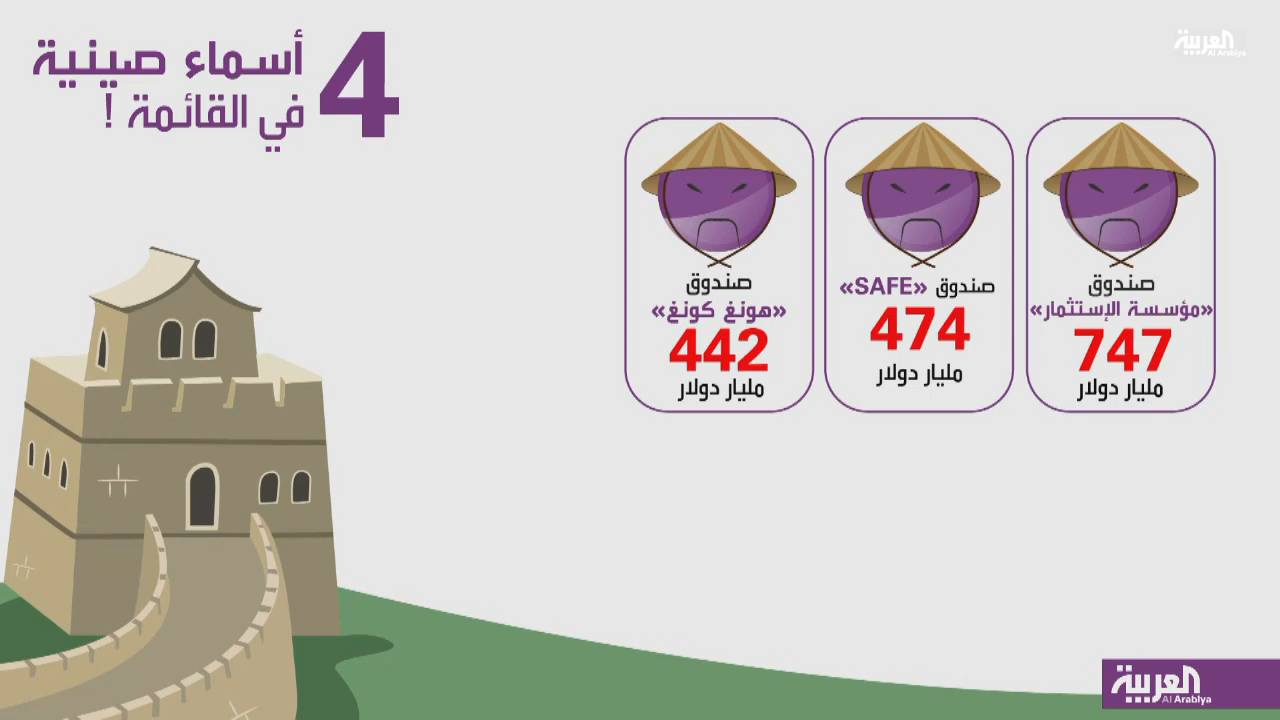 4
أسماء صينية
في القائمة !
العربية
Al Arabiya
صندوق
«مؤسسة الإستثمار»
747
مليار دولار
صندوق «SAFE»
474
مليار دولار
صندوق
«هونغ كونغ»
442
مليار دولار
العربية
Al Arabiya